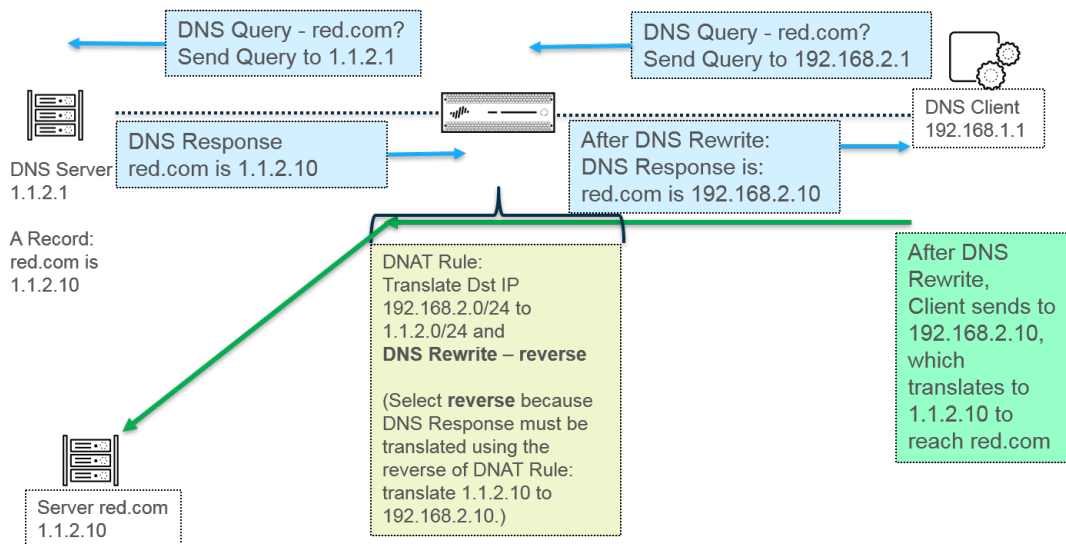 DNS Query - red.com?
Send Query to 1.1.2.1
DNS Query - red.com?
Send Query to 192.168.2.1
DNS Client
192.168.1.1
DNS Server
1.1.2.1
DNS Response
red.com is 1.1.2.10
After DNS Rewrite:
DNS Response is:
red.com is 192.168.2.10
A Record:
red.com is
1.1.2.10
DNAT Rule:
Translate Dst IP
192.168.2.0/24 to
1.1.2.0/24 and
DNS Rewrite – reverse
(Select reverse because
DNS Response must be
translated using the
reverse of DNAT Rule:
translate 1.1.2.10 to
192.168.2.10.)
After DNS
Rewrite,
Client sends to
192.168.2.10,
which
translates to
1.1.2.10 to
reach red.com
Server red.com
1.1.2.10